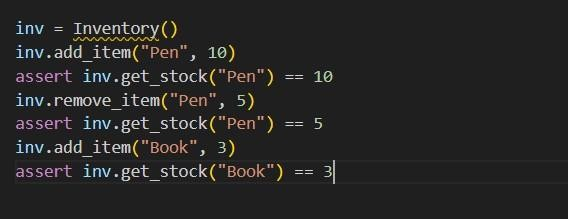 inv = Inventory()
inv.add_item("Pen", 10)
assert inv.get_stock("Pen") == 10
inv.remove_item("Pen", 5)
assert inv.get_stock("Pen") == 5
inv.add_item("Book", 3)
assert inv.get_stock("Book") == 3